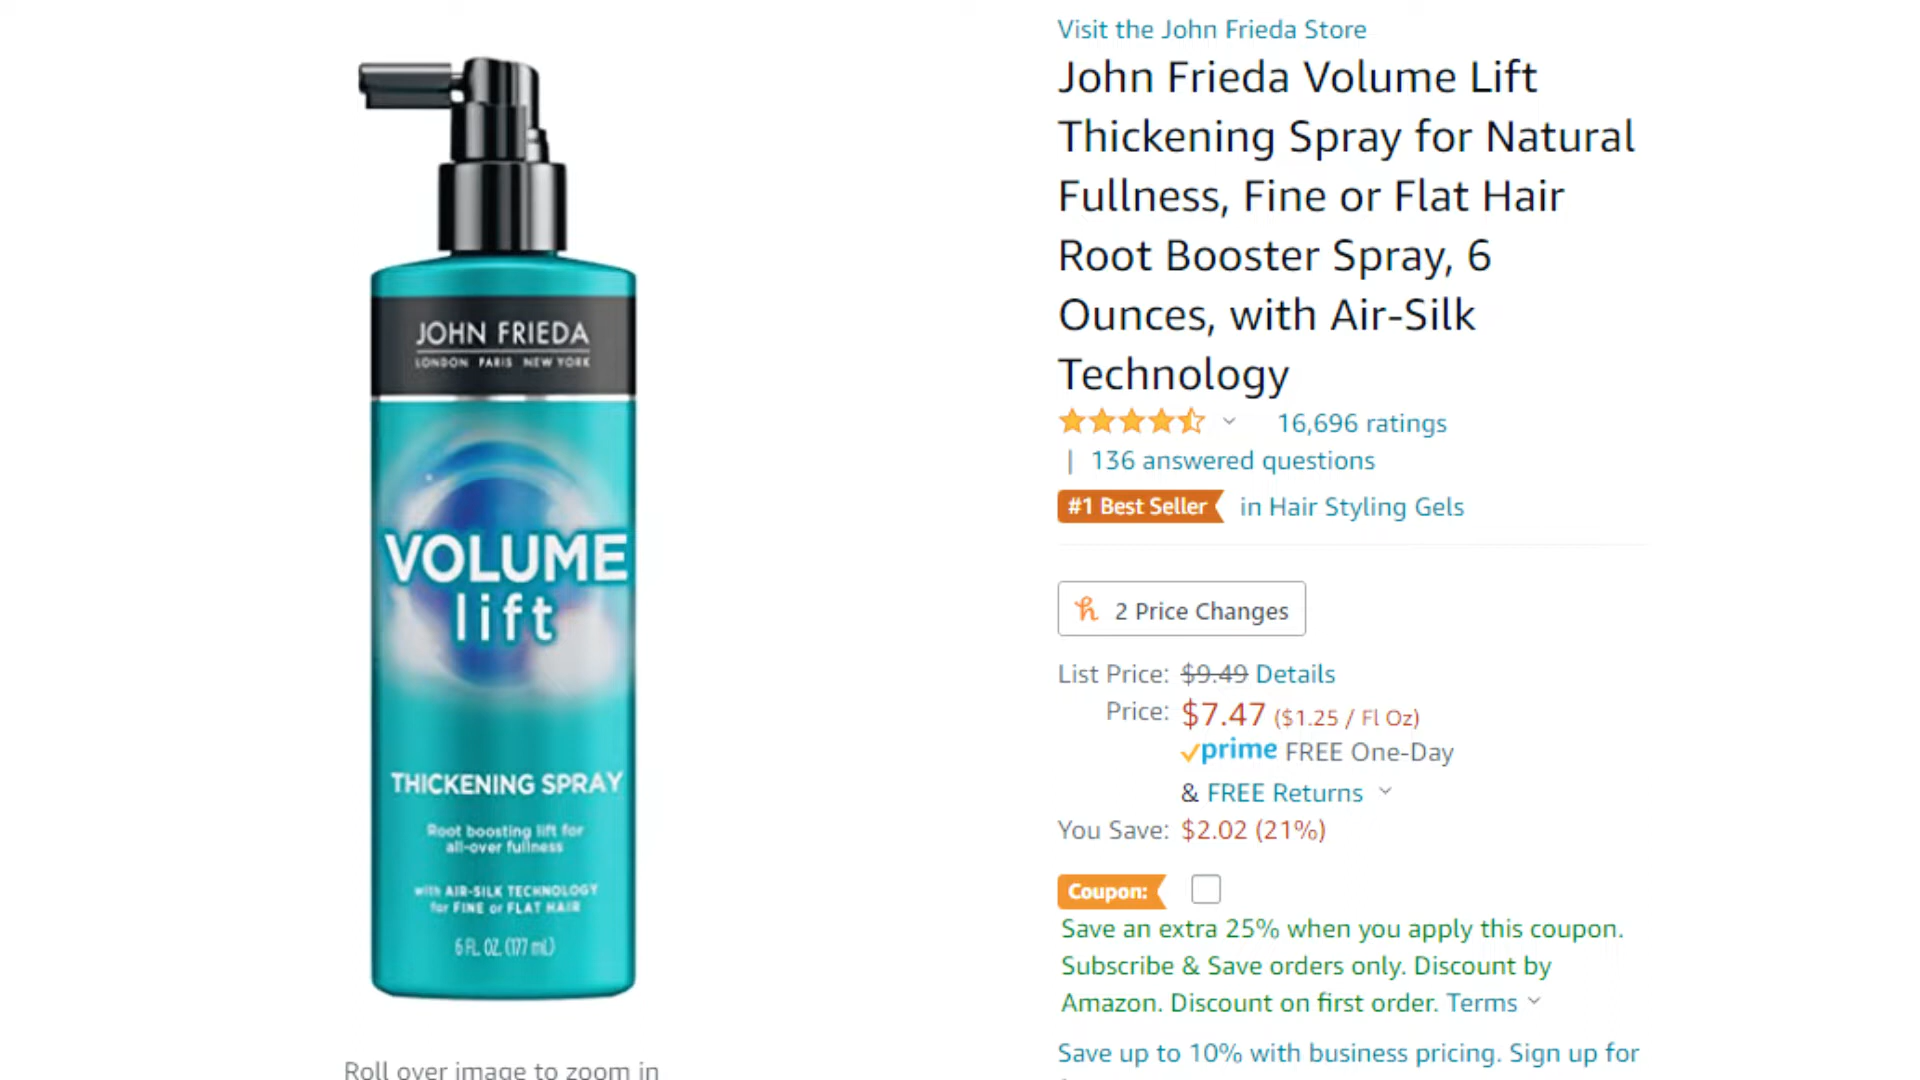 JOHN FRIEDA
LONDON PARIS NEW YORK
VOLUME
lift
THICKENING SPRAY
Root boosting lift for
all-over fullness
with AIR-SILK TECHNOLOGY
for FINE or FLAT HAIR
6 FL. OZ. (177 mL)
Roll over image to zoom in
Visit the John Frieda Store
John Frieda Volume Lift
Thickening Spray for Natural
Fullness, Fine or Flat Hair
Root Booster Spray, 6
Ounces, with Air-Silk
Technology
16,696 ratings
| 136 answered questions
#1 Best Seller in Hair Styling Gels
2 Price Changes
List Price: $9.49 Details
Price: $7.47 ($1.25 / Fl Oz)
prime FREE One-Day
& FREE Returns
You Save: $2.02 (21%)
Coupon:
Save an extra 25% when you apply this coupon.
Subscribe & Save orders only. Discount by
Amazon. Discount on first order. Terms
Save up to 10% with business pricing. Sign up for